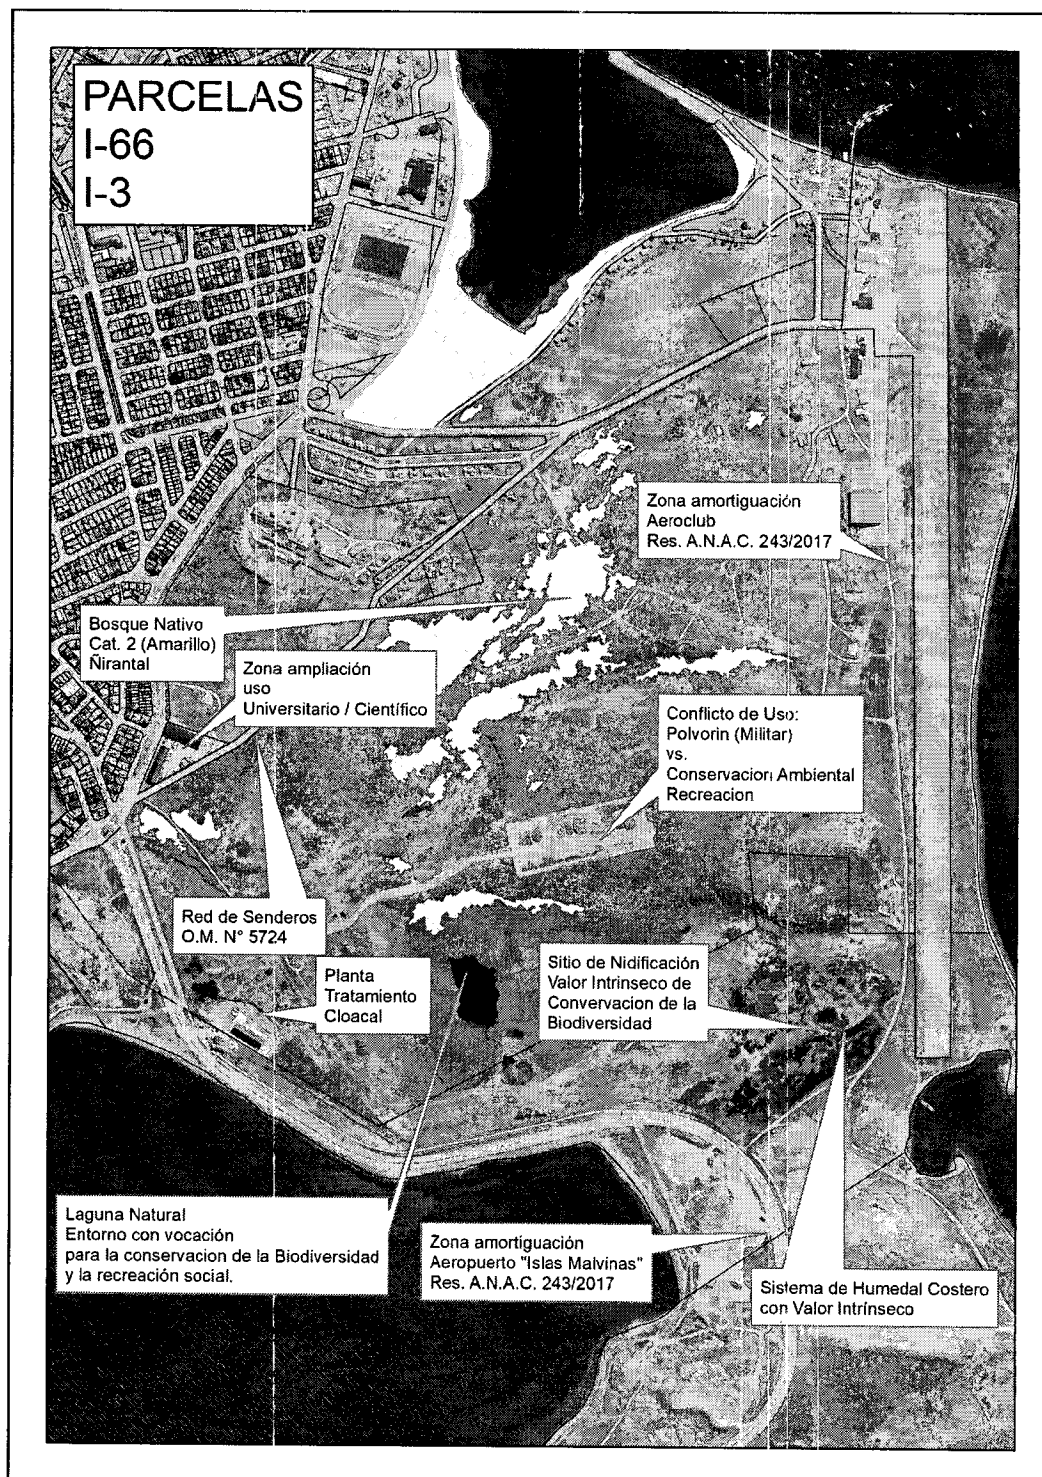 PARCELAS
I-66
I-3
Zona amortiguación
Aeroclub
Res. A.N.A.C. 243/2017
Bosque Nativo
Cat. 2 (Amarillo)
Ñirantal
Zona ampliación
uso
Universitario / Científico
Conflicto de Uso:
Polvorin (Militar)
vs.
Conservacion Ambiental
Recreacion
Red de Senderos
O.M. N° 5724
Planta
Tratamiento
Cloacal
Sitio de Nidificación
Valor Intrinseco de
Convervacion de la
Biodiversidad
Laguna Natural
Entorno con vocación
para la conservacion de la Biodiversidad
y la recreación social.
Zona amortiguación
Aeropuerto "Islas Malvinas"
Res. A.N.A.C. 243/2017
Sistema de Humedal Costero
con Valor Intrínseco